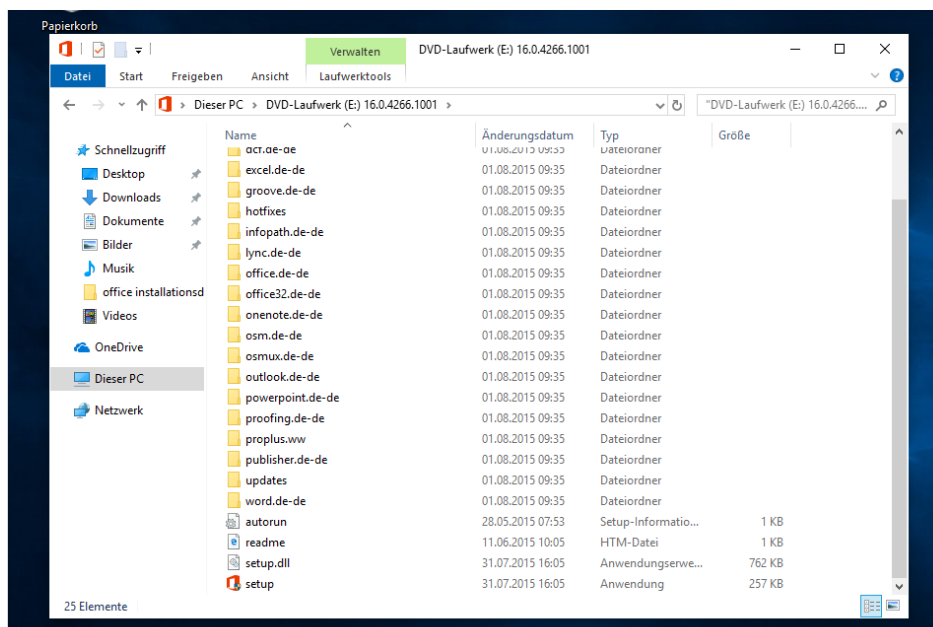 Papierkorb
Verwalten DVD-Laufwerk (E:) 16.0.4266.1001
Datei Start Freigeben Ansicht Laufwerktools
Dieser PC > DVD-Laufwerk (E:) 16.0.4266.1001 > "DVD-Laufwerk (E:) 16.0.4266....
Name Änderungsdatum Typ Größe
dcf.de-de 01.08.2015 09:35 Dateiordner
Schnellzugriff
excel.de-de 01.08.2015 09:35 Dateiordner
Desktop
groove.de-de 01.08.2015 09:35 Dateiordner
Downloads
hotfixes 01.08.2015 09:35 Dateiordner
Dokumente
infopath.de-de 01.08.2015 09:35 Dateiordner
Bilder
lync.de-de 01.08.2015 09:35 Dateiordner
Musik
office.de-de 01.08.2015 09:35 Dateiordner
office installationsd
office32.de-de 01.08.2015 09:35 Dateiordner
Videos
onenote.de-de 01.08.2015 09:35 Dateiordner
osm.de-de 01.08.2015 09:35 Dateiordner
OneDrive
osmux.de-de 01.08.2015 09:35 Dateiordner
Dieser PC
outlook.de-de 01.08.2015 09:35 Dateiordner
powerpoint.de-de 01.08.2015 09:35 Dateiordner
Netzwerk
proofing.de-de 01.08.2015 09:35 Dateiordner
proplus.ww 01.08.2015 09:35 Dateiordner
publisher.de-de 01.08.2015 09:35 Dateiordner
updates 01.08.2015 09:35 Dateiordner
word.de-de 01.08.2015 09:35 Dateiordner
autorun 28.05.2015 07:53 Setup-Informatio... 1 KB
readme 11.06.2015 10:05 HTM-Datei 1 KB
setup.dll 31.07.2015 16:05 Anwendungserwe... 762 KB
setup 31.07.2015 16:05 Anwendung 257 KB
25 Elemente